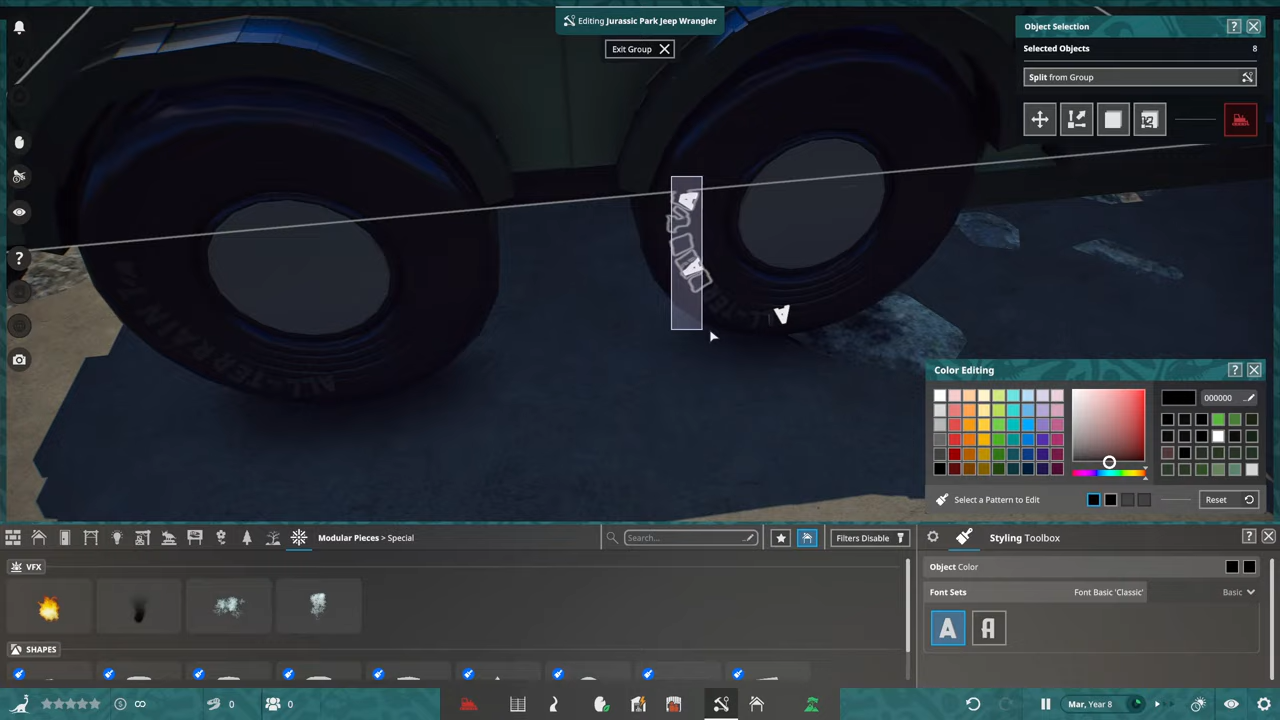 Editing Jurassic Park Jeep Wrangler
Exit Group
Object Selection
?
Selected Objects 8
Split from Group
12
?
A
A
A
ALL-TERRAIN
Color Editing
?
000000
Select a Pattern to Edit
Reset
Modular Pieces > Special
Search...
Filters Disable
Styling Toolbox
?
VFX
Object Color
Font Sets
Font Basic 'Classic'
Basic
A
SHAPES
∞
0
0
Mar, Year 8